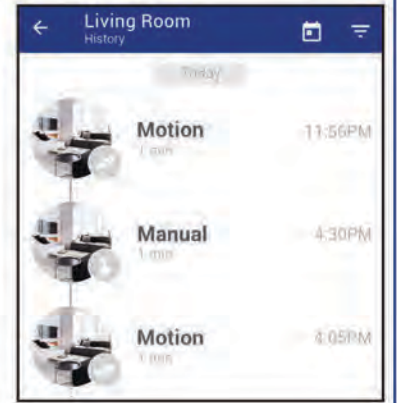 Living Room
History
Today
Motion
11:56PM
1 min
Manual
4:30PM
1 min
Motion
4:05PM
1 min